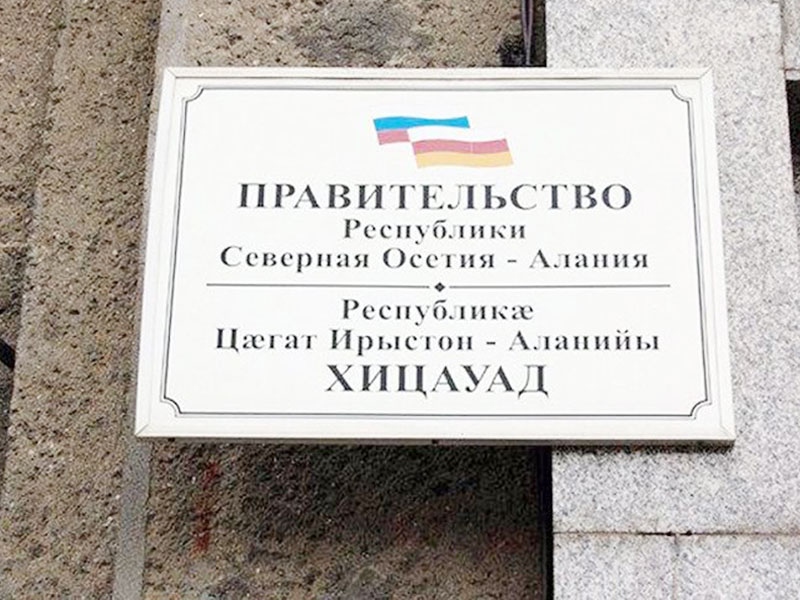 ПРАВИТЕЛЬСТВО
Республики
Северная Осетия - Алания
Республикæ
Цæгат Ирыстон - Аланийы
ХИЦАУАД